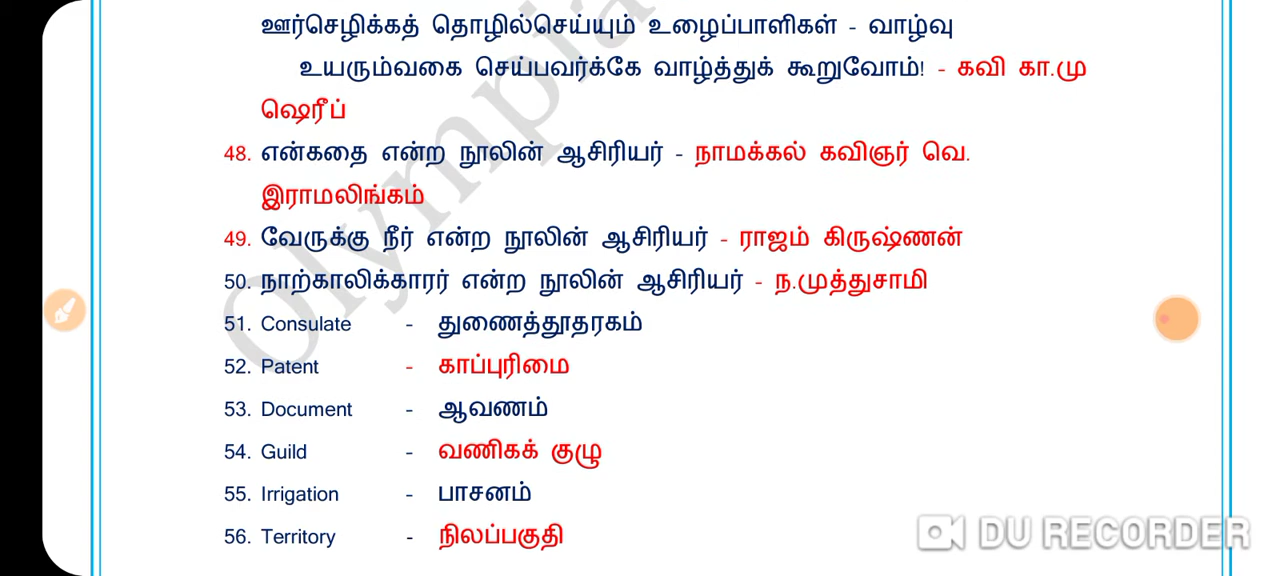 ஊர்செழிக்கத் தொழில்செய்யும் உழைப்பாளிகள் - வாழ்வு
உயரும்வகை செய்பவர்க்கே வாழ்த்துக் கூறுவோம்! - கவி கா.மு
ஷெரீப்
48. என்கதை என்ற நூலின் ஆசிரியர் - நாமக்கல் கவிஞர் வெ.
இராமலிங்கம்
49. வேருக்கு நீர் என்ற நூலின் ஆசிரியர் - ராஜம் கிருஷ்ணன்
50. நாற்காலிக்காரர் என்ற நூலின் ஆசிரியர் - ந.முத்துசாமி
51. Consulate - துணைத்தூதரகம்
52. Patent - காப்புரிமை
53. Document - ஆவணம்
54. Guild - வணிகக் குழு
55. Irrigation - பாசனம்
56. Territory - நிலப்பகுதி
Olympia
DU RECORDER